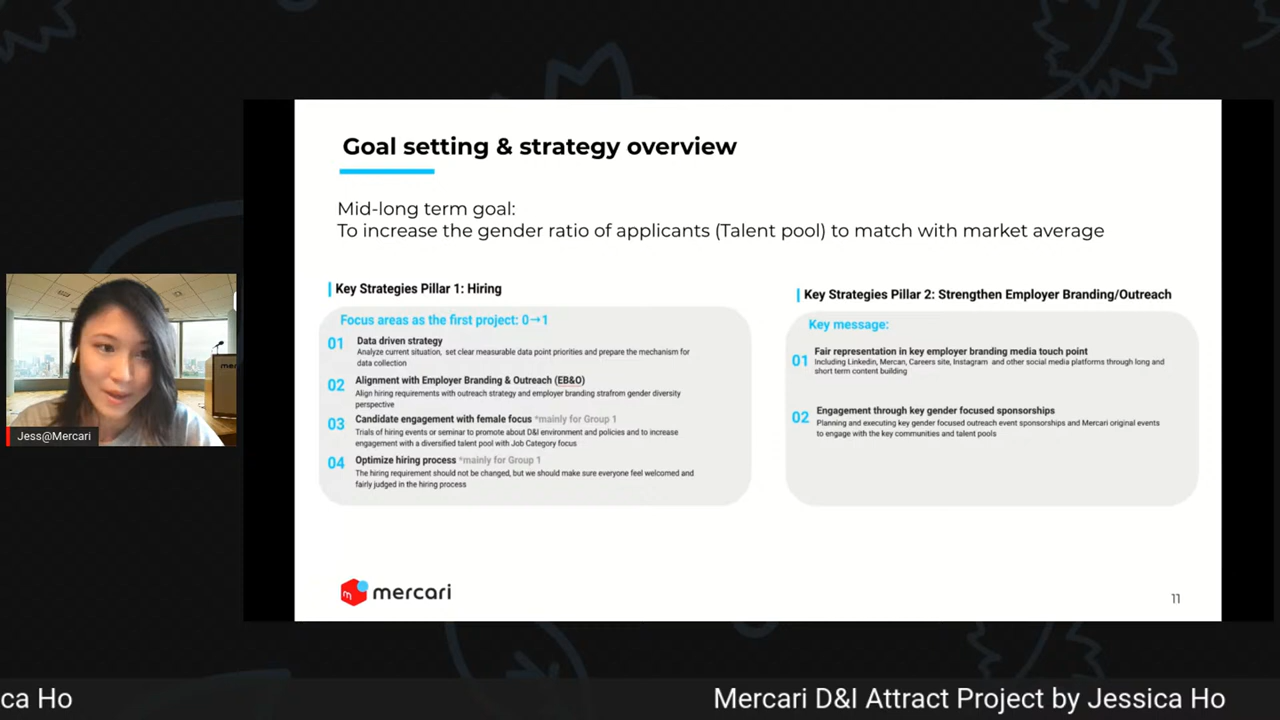 Goal setting & strategy overview
Mid-long term goal:
To increase the gender ratio of applicants (Talent pool) to match with market average
Key Strategies Pillar 1: Hiring
Focus areas as the first project: 0→1
01 Data driven strategy
Analyze current situation, set clear measurable data point priorities and prepare the mechanism for
data collection
02 Alignment with Employer Branding & Outreach (EB&O)
Align hiring requirements with outreach strategy and employer branding strafrom gender diversity
perspective
03 Candidate engagement with female focus *mainly for Group 1
Trials of hiring events or seminar to promote about D&I environment and policies and to increase
engagement with a diversified talent pool with Job Category focus
04 Optimize hiring process *mainly for Group 1
The hiring requirement should not be changed, but we should make sure everyone feel welcomed and
fairly judged in the hiring process
Key Strategies Pillar 2: Strengthen Employer Branding/Outreach
Key message:
01 Fair representation in key employer branding media touch point
Including Linkedin, Mercan, Careers site, Instagram and other social media platforms through long and
short term content building
02 Engagement through key gender focused sponsorships
Planning and executing key gender focused outreach event sponsorships and Mercari original events
to engage with the key communities and talent pools
mer
Jess@Mercari
m mercari
11
ca Ho
Mercari D&I Attract Project by Jessica Ho